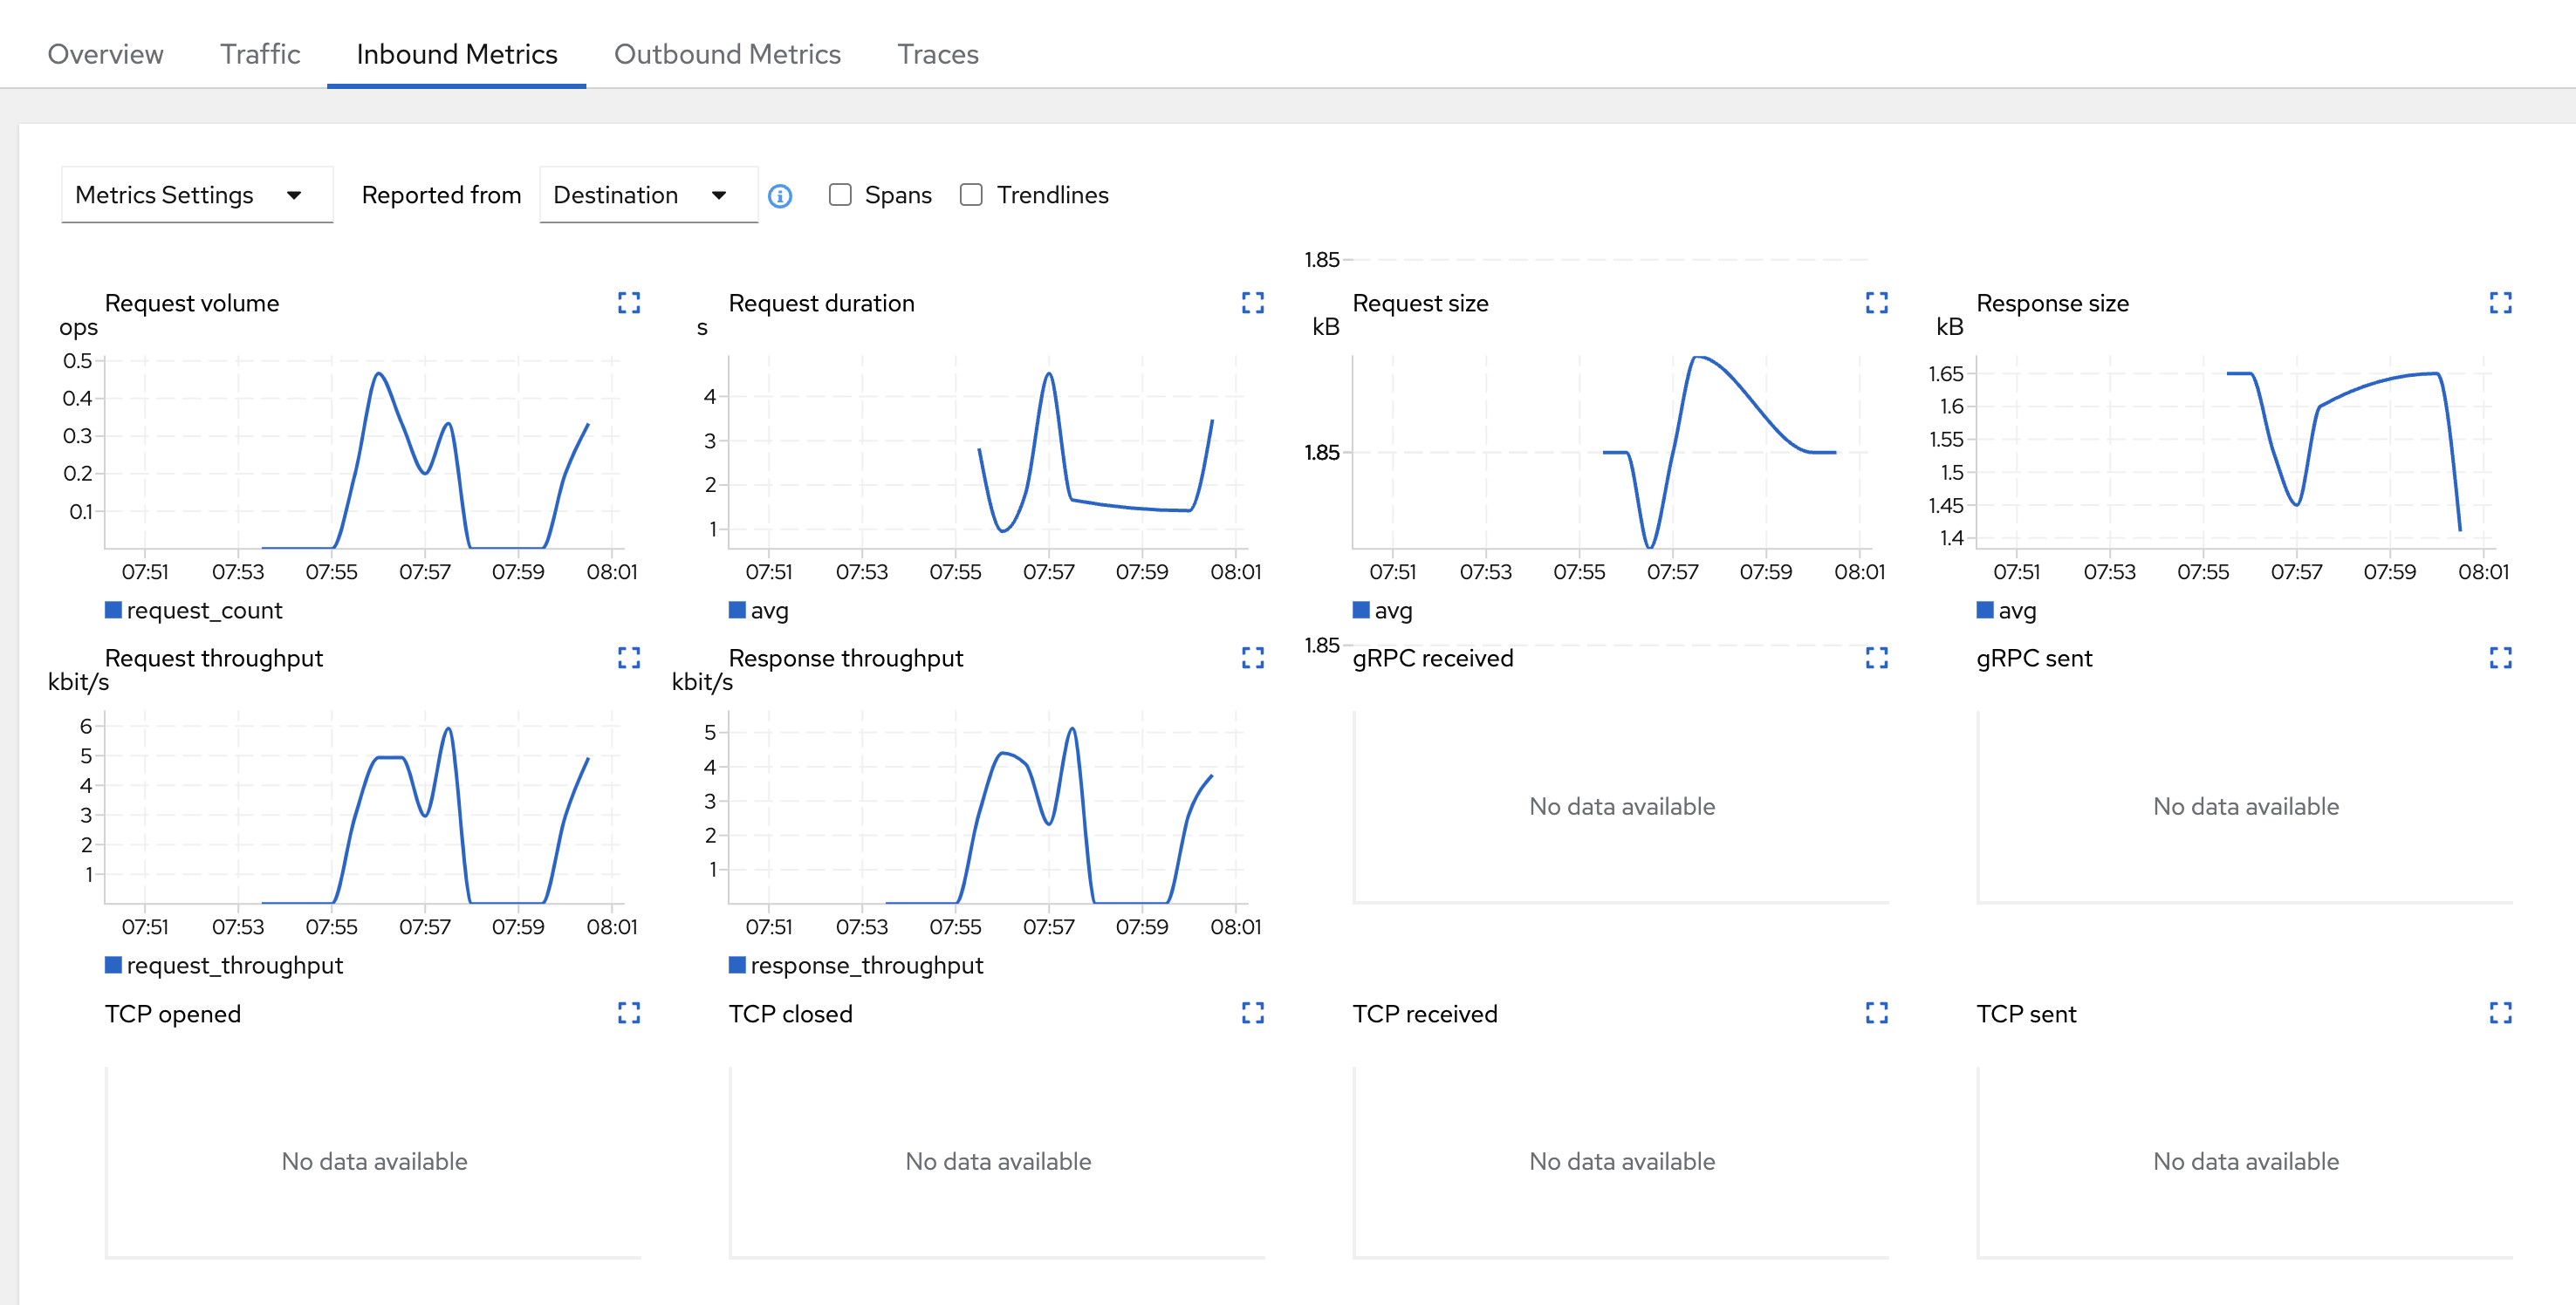 Overview Traffic Inbound Metrics Outbound Metrics Traces
Metrics Settings Reported from Destination Spans Trendlines
Request volume
ops
0.5
0.4
0.3
0.2
0.1
07:51 07:53 07:55 07:57 07:59 08:01
request_count
Request duration
s
4
3
2
1
07:51 07:53 07:55 07:57 07:59 08:01
avg
1.85
Request size
kB
1.85
07:51 07:53 07:55 07:57 07:59 08:01
avg
1.85
Response size
kB
1.65
1.6
1.55
1.5
1.45
1.4
07:51 07:53 07:55 07:57 07:59 08:01
avg
Request throughput
kbit/s
6
5
4
3
2
1
07:51 07:53 07:55 07:57 07:59 08:01
request_throughput
Response throughput
kbit/s
5
4
3
2
1
07:51 07:53 07:55 07:57 07:59 08:01
response_throughput
gRPC received
No data available
gRPC sent
No data available
TCP opened
No data available
TCP closed
No data available
TCP received
No data available
TCP sent
No data available